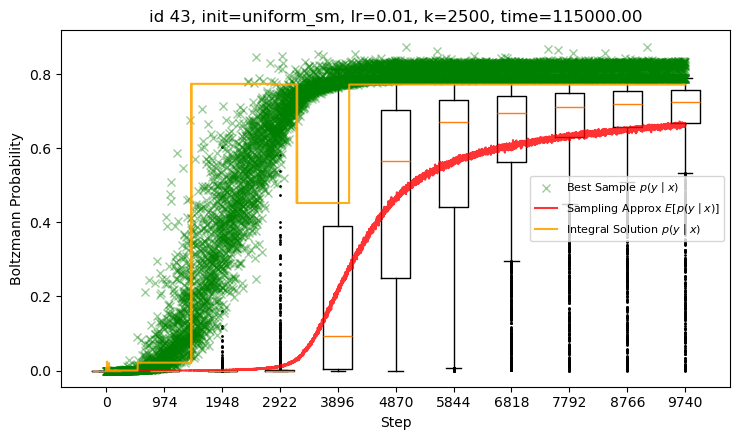 id 43, init=uniform_sm, lr=0.01, k=2500, time=115000.00
Boltzmann Probability
0.8
0.6
0.4
0.2
0.0
Best Sample p(y | x)
Sampling Approx E[p(y | x)]
Integral Solution p(y | x)
0 974 1948 2922 3896 4870 5844 6818 7792 8766 9740
Step